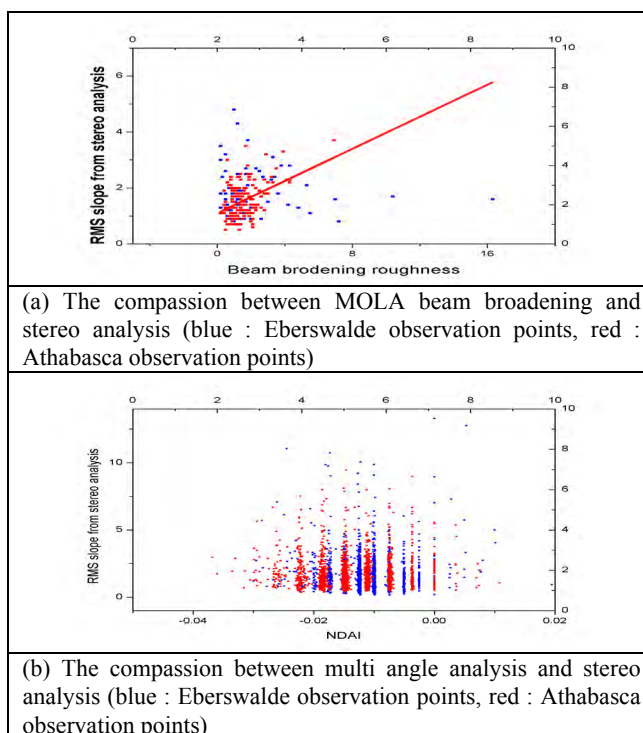 0 2 4 6 8 10
6
4
2
0
10
8
6
4
2
0
RMS slope from stereo analysis
0 8 16
Beam brodening roughness
(a) The compassion between MOLA beam broadening and
stereo analysis (blue : Eberswalde observation points, red :
Athabasca observation points)
0 2 4 6 8 10
10
5
0
10
8
6
4
2
0
RMS slope from stereo analysis
-0.04 -0.02 0.00 0.02
NDAI
(b) The compassion between multi angle analysis and stereo
analysis (blue : Eberswalde observation points, red : Athabasca
observation points)